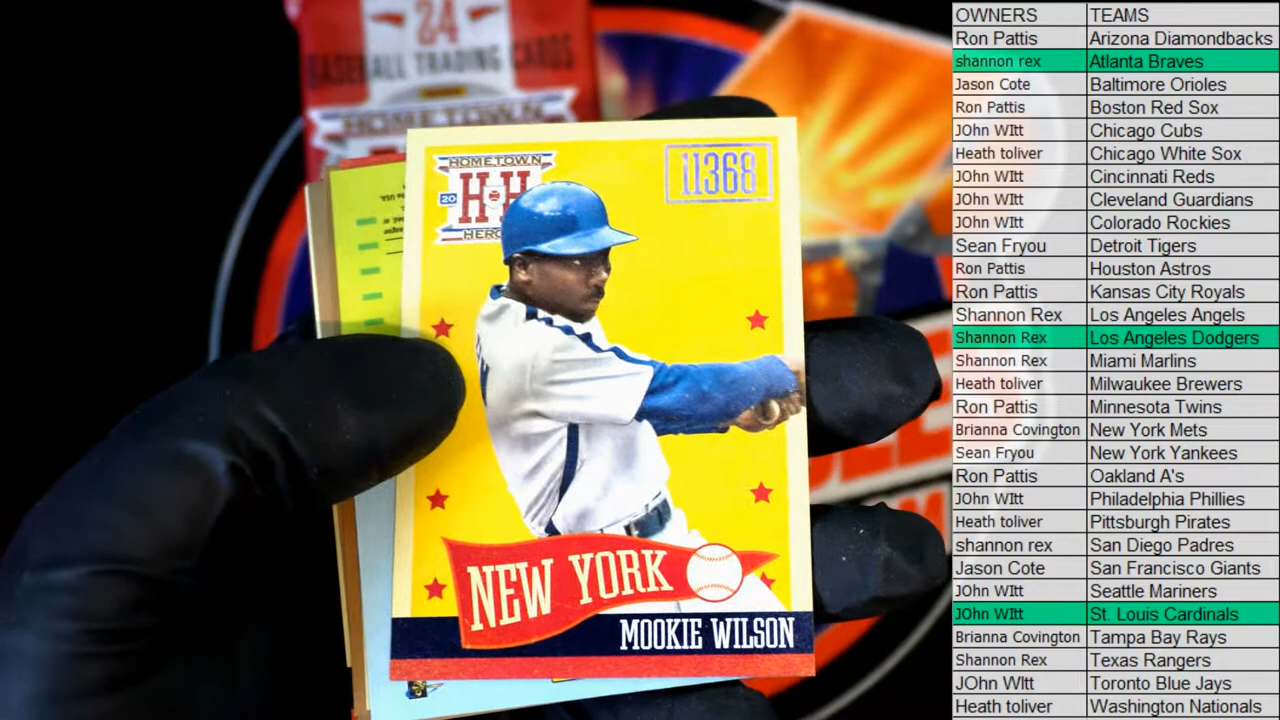 24
BASEBALL TRADING CARDS
HOMETOWN
HOMETOWN
20
HH
HEROES
11368
NEW YORK
MOOKIE WILSON
OWNERS TEAMS
Ron Pattis Arizona Diamondbacks
shannon rex Atlanta Braves
Jason Cote Baltimore Orioles
Ron Pattis Boston Red Sox
JOhn WItt Chicago Cubs
Heath toliver Chicago White Sox
JOhn WItt Cincinnati Reds
JOhn WItt Cleveland Guardians
JOhn WItt Colorado Rockies
Sean Fryou Detroit Tigers
Ron Pattis Houston Astros
Ron Pattis Kansas City Royals
Shannon Rex Los Angeles Angels
Shannon Rex Los Angeles Dodgers
Shannon Rex Miami Marlins
Heath toliver Milwaukee Brewers
Ron Pattis Minnesota Twins
Brianna Covington New York Mets
Sean Fryou New York Yankees
Ron Pattis Oakland A's
JOhn WItt Philadelphia Phillies
Heath toliver Pittsburgh Pirates
shannon rex San Diego Padres
Jason Cote San Francisco Giants
JOhn WItt Seattle Mariners
JOhn WItt St. Louis Cardinals
Brianna Covington Tampa Bay Rays
Shannon Rex Texas Rangers
JOhn WItt Toronto Blue Jays
Heath toliver Washington Nationals